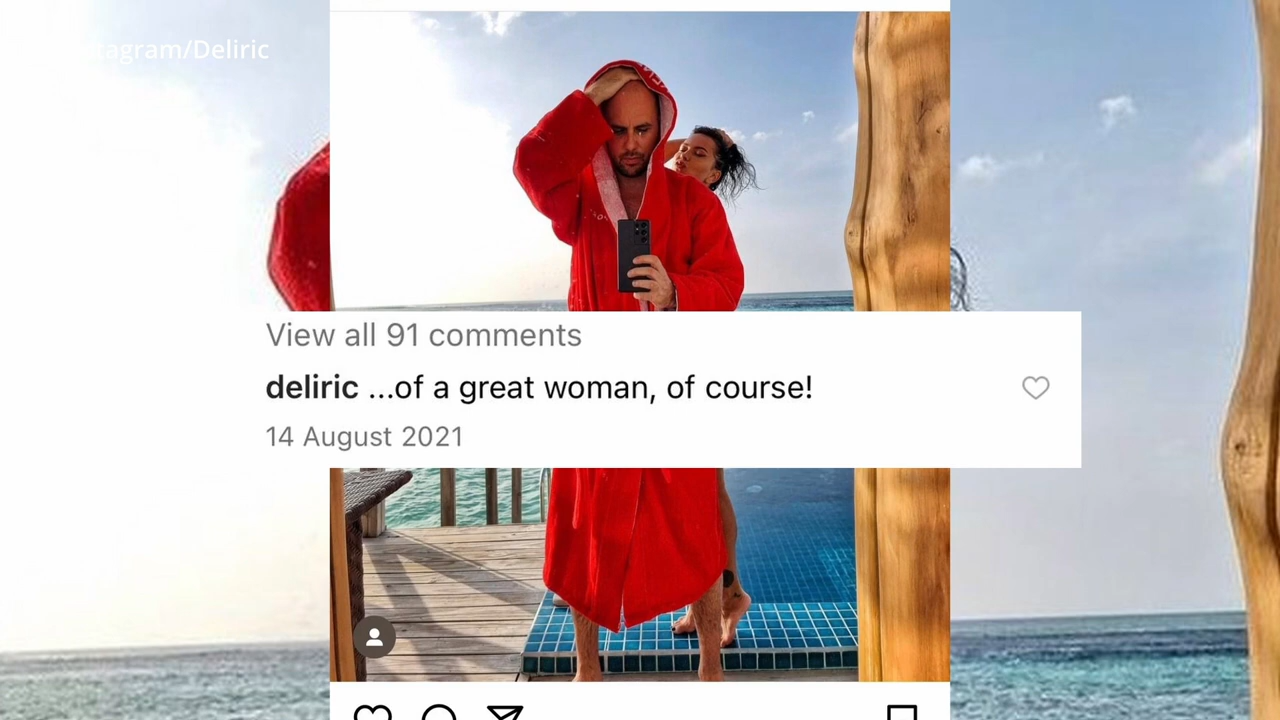 tagram/Deliric
View all 91 comments
deliric ...of a great woman, of course!
14 August 2021